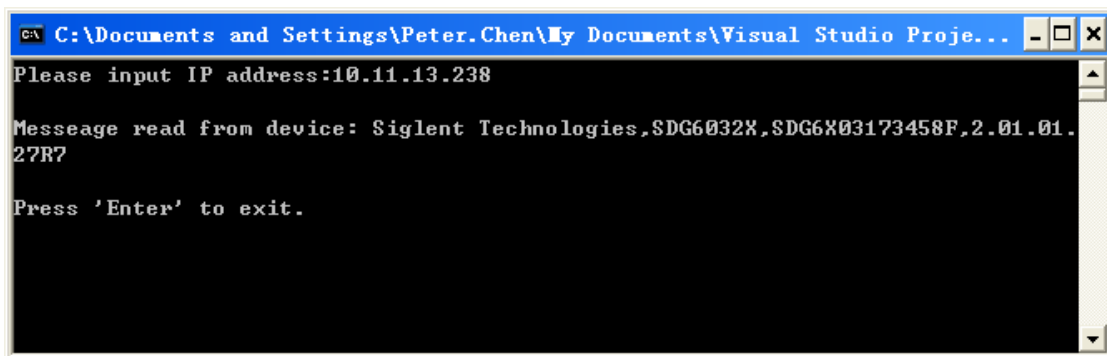 C:\Documents and Settings\Peter.Chen\My Documents\Visual Studio Proje...
Please input IP address:10.11.13.238
Messeage read from device: Siglent Technologies,SDG6032X,SDG6X03173458F,2.01.01.
27R7
Press 'Enter' to exit.